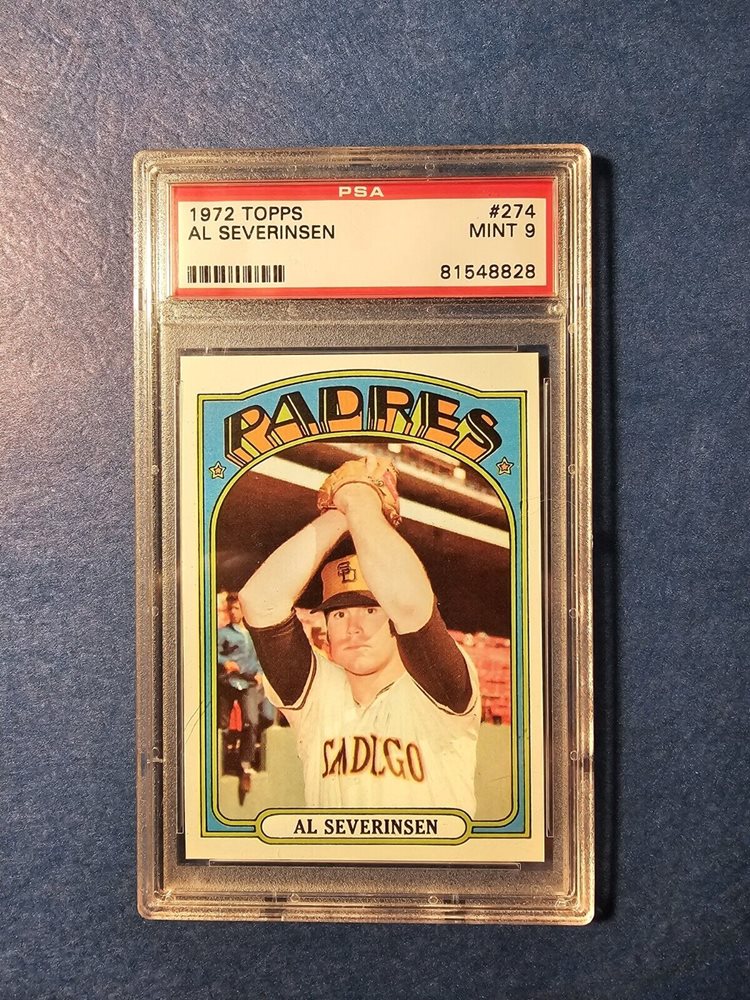 PSA
1972 TOPPS #274
AL SEVERINSEN MINT 9
81548828
PADRES
SD
SAN DIEGO
AL SEVERINSEN